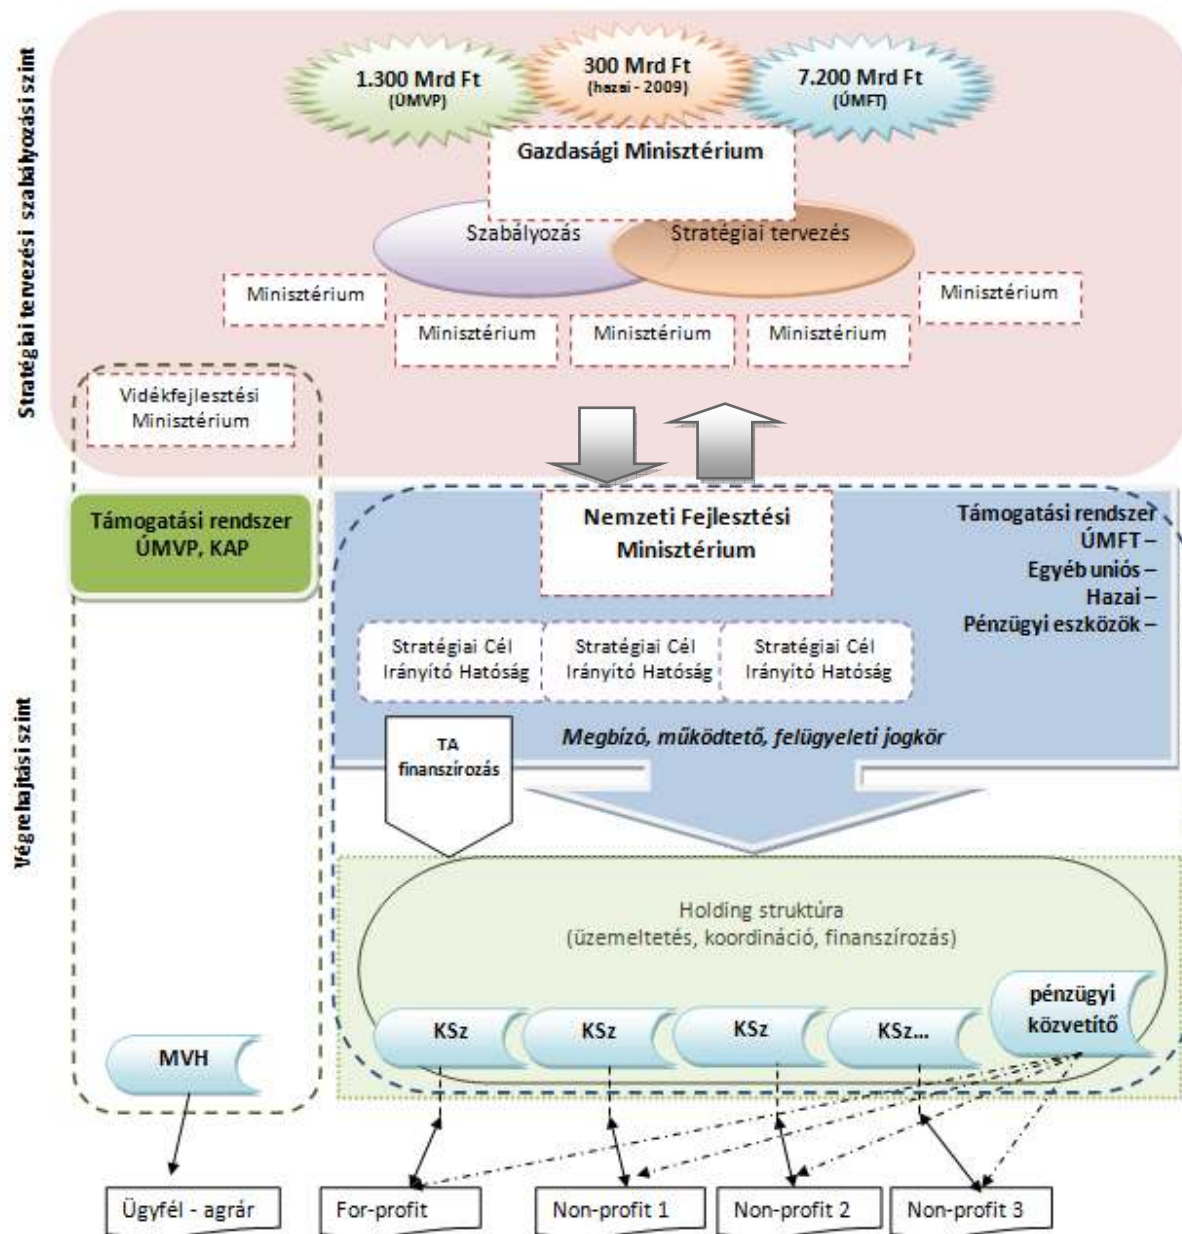 Stratégiai tervezési szabályozási szint
1.300 Mrd Ft
(ÚMVP)
300 Mrd Ft
(hazai - 2009)
7.200 Mrd Ft
(ÚMFT)
Gazdasági Minisztérium
Szabályozás
Stratégiai tervezés
Minisztérium
Minisztérium
Minisztérium
Minisztérium
Minisztérium
Vidékfejlesztési
Minisztérium
Végrehajtási szint
Támogatási rendszer
ÚMVP, KAP
Nemzeti Fejlesztési
Minisztérium
Támogatási rendszer
ÚMFT –
Egyéb uniós –
Hazai –
Pénzügyi eszközök –
Stratégiai Cél
Irányító Hatóság
Stratégiai Cél
Irányító Hatóság
Stratégiai Cél
Irányító Hatóság
TA
finanszírozás
Megbízó, működtető, felügyeleti jogkör
Holding struktúra
(üzemeltetés, koordináció, finanszírozás)
MVH
KSz
KSz
KSz
KSz...
pénzügyi
közvetítő
Ügyfél - agrár
For-profit
Non-profit 1
Non-profit 2
Non-profit 3